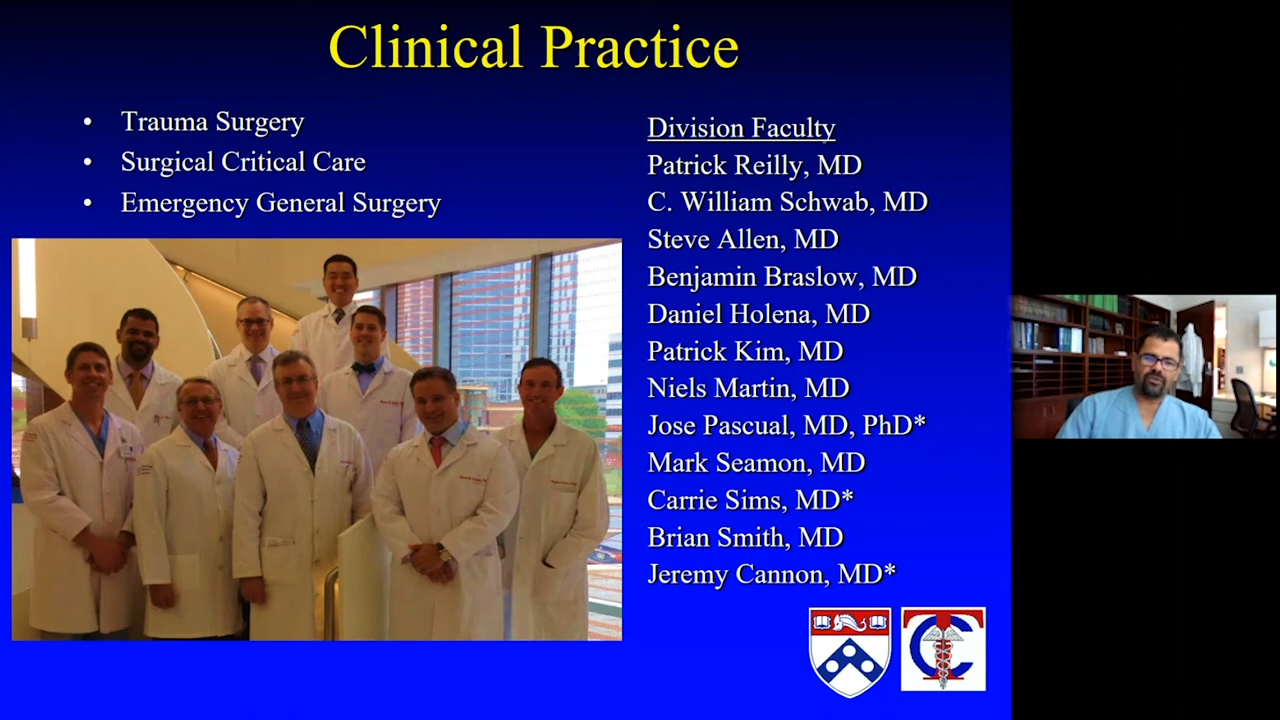 Clinical Practice
• Trauma Surgery
• Surgical Critical Care
• Emergency General Surgery
Division Faculty
Patrick Reilly, MD
C. William Schwab, MD
Steve Allen, MD
Benjamin Braslow, MD
Daniel Holena, MD
Patrick Kim, MD
Niels Martin, MD
Jose Pascual, MD, PhD*
Mark Seamon, MD
Carrie Sims, MD*
Brian Smith, MD
Jeremy Cannon, MD*
TC